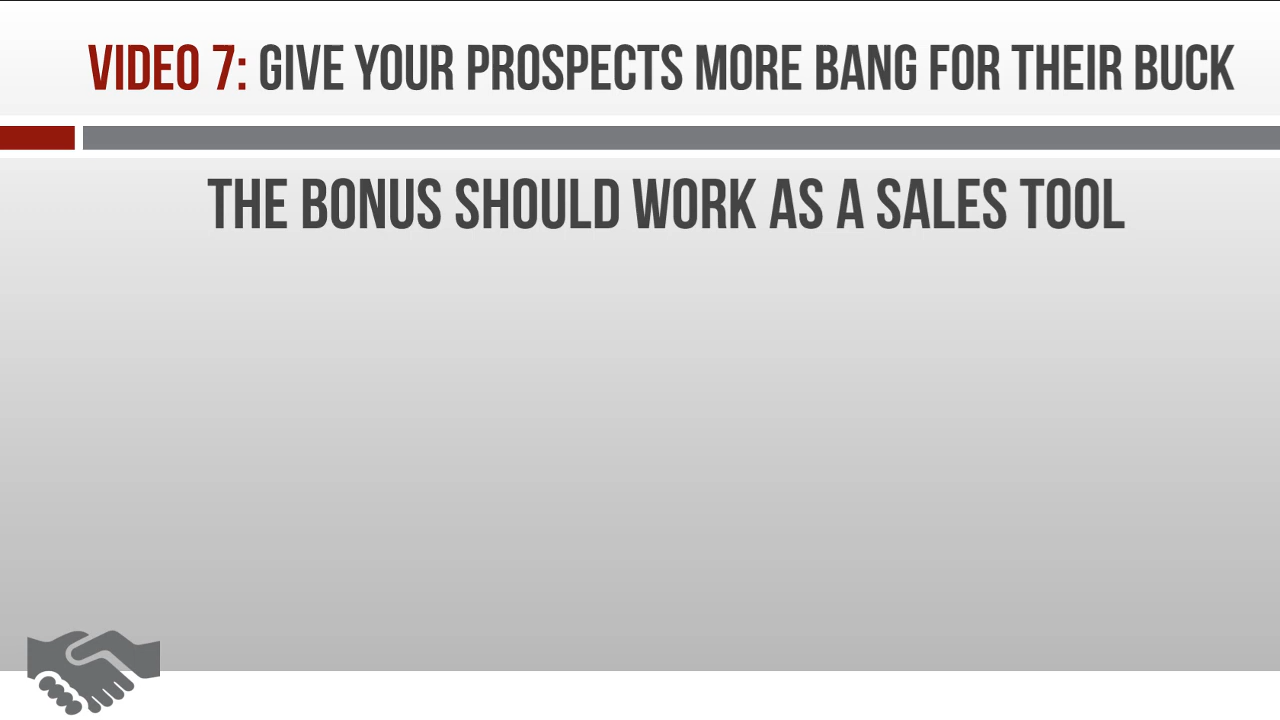 VIDEO 7: GIVE YOUR PROSPECTS MORE BANG FOR THEIR BUCK
THE BONUS SHOULD WORK AS A SALES TOOL